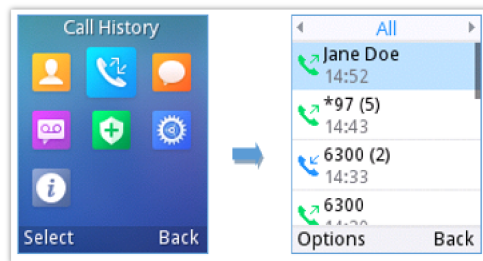 Call History
Select Back
All
Jane Doe
14:52
*97 (5)
14:43
6300 (2)
14:33
6300
Options Back